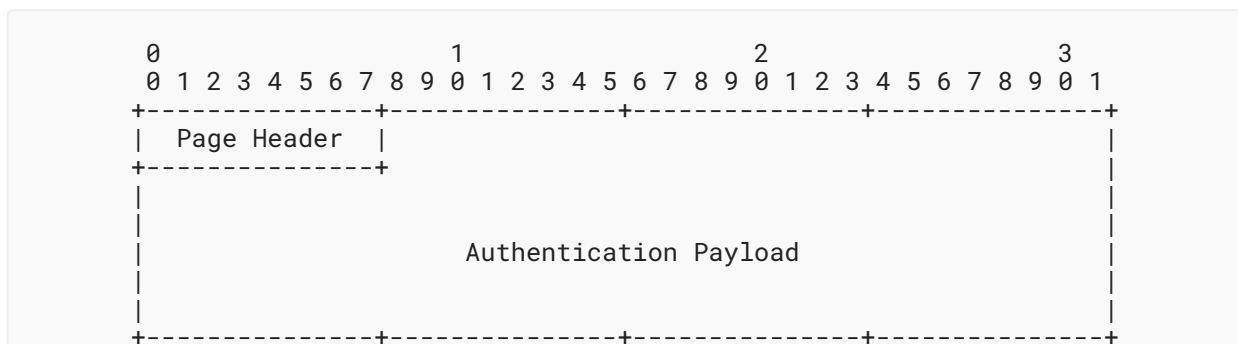 0                   1                   2                   3
 0 1 2 3 4 5 6 7 8 9 0 1 2 3 4 5 6 7 8 9 0 1 2 3 4 5 6 7 8 9 0 1
+---------------+---------------+---------------+---------------+
|  Page Header  |                                               |
+---------------+                                               |
|                                                               |
|                                                               |
|                     Authentication Payload                    |
|                                                               |
|                                                               |
+---------------+---------------+---------------+---------------+